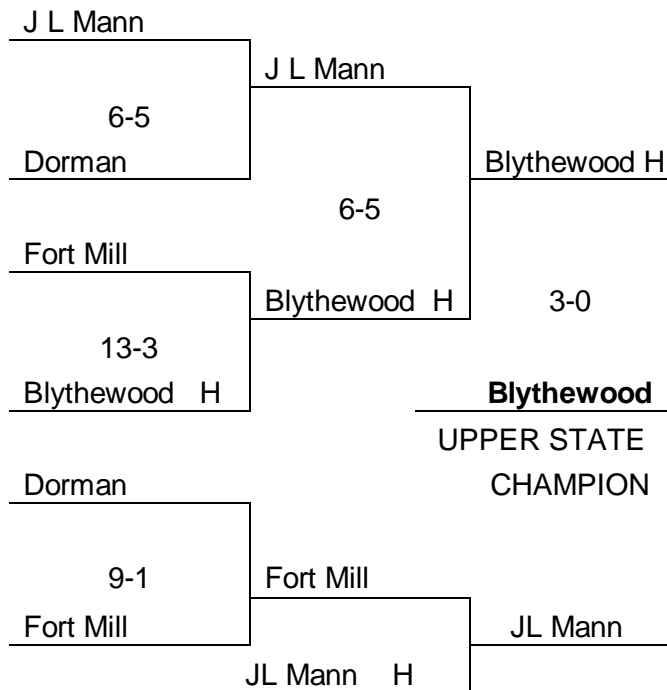 J L Mann
J L Mann
6-5
Dorman
Blythewood H
6-5
Fort Mill
Blythewood H
3-0
13-3
Blythewood H
Blythewood
UPPER STATE
CHAMPION
Dorman
9-1
Fort Mill
Fort Mill
JL Mann
JL Mann H